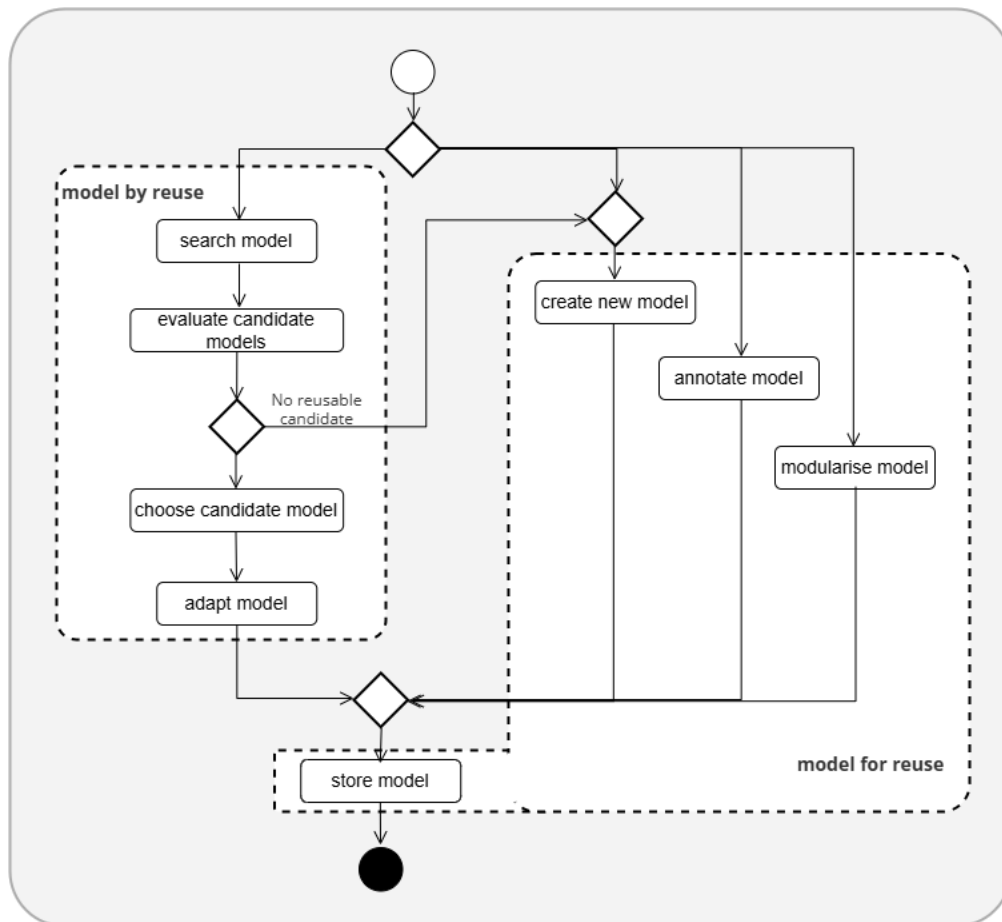 model by reuse
search model
evaluate candidate
models
No reusable
candidate
choose candidate model
adapt model
create new model
annotate model
modularise model
model for reuse
store model